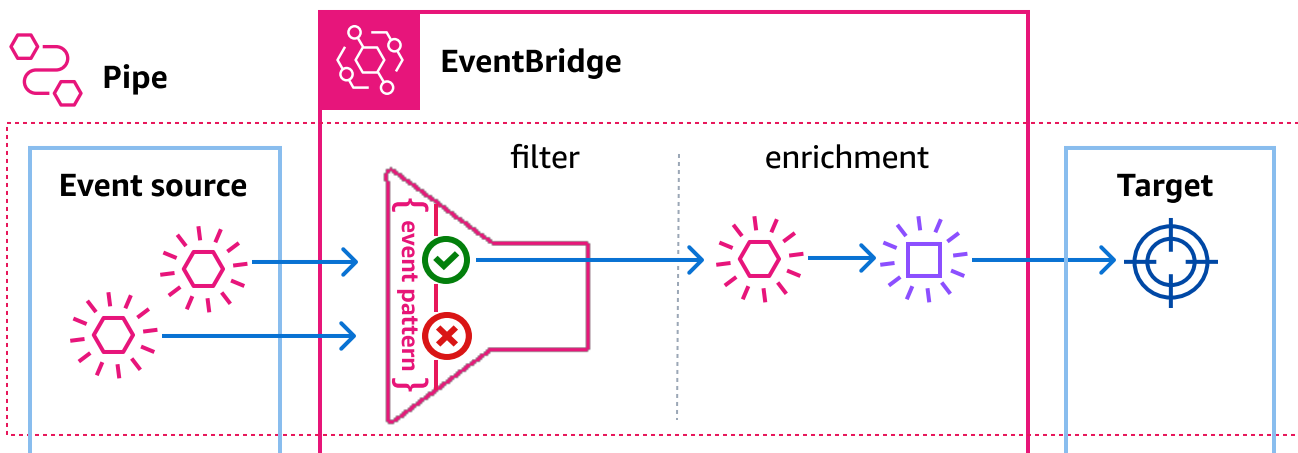 Pipe
EventBridge
filter
enrichment
Event source
Target
{event pattern}